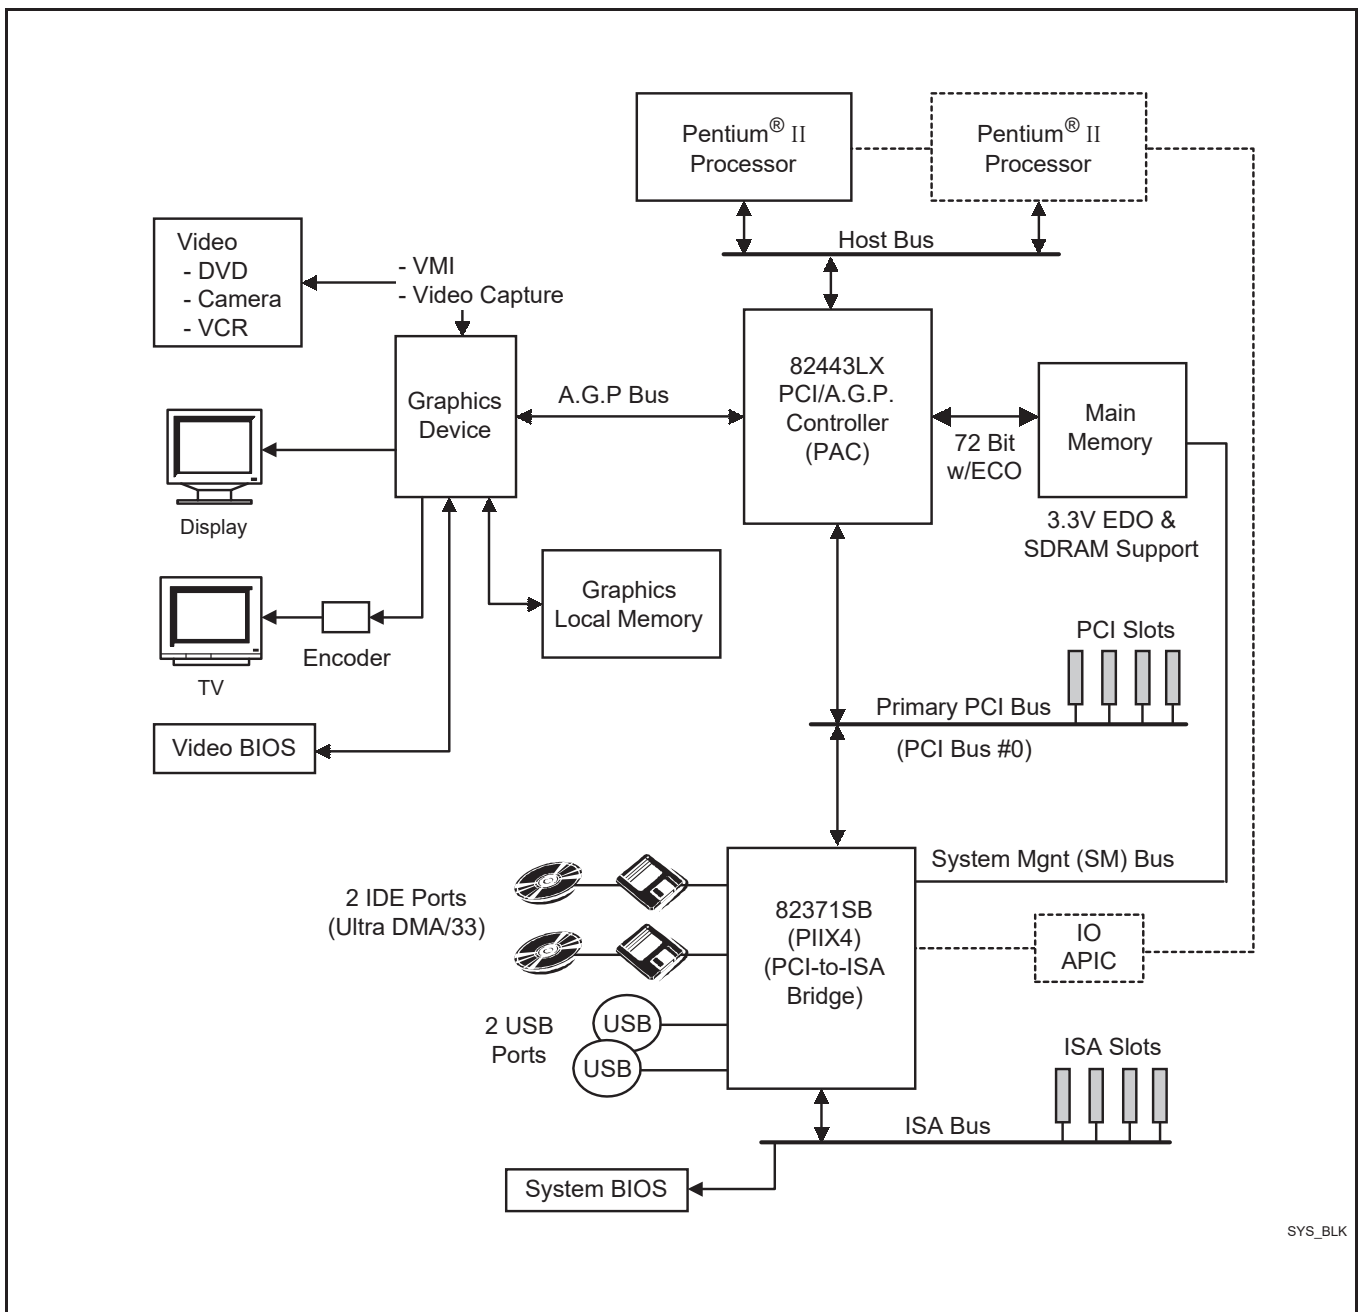 Pentium® II
Processor
Pentium® II
Processor
Host Bus
Video
- DVD
- Camera
- VCR
- VMI
- Video Capture
Graphics
Device
A.G.P Bus
82443LX
PCI/A.G.P.
Controller
(PAC)
72 Bit
w/ECO
Main
Memory
3.3V EDO &
SDRAM Support
Display
Graphics
Local Memory
Encoder
TV
Video BIOS
PCI Slots
Primary PCI Bus
(PCI Bus #0)
System Mgnt (SM) Bus
2 IDE Ports
(Ultra DMA/33)
82371SB
(PIIX4)
(PCI-to-ISA
Bridge)
IO
APIC
2 USB
Ports
USB
USB
ISA Slots
ISA Bus
System BIOS
SYS_BLK